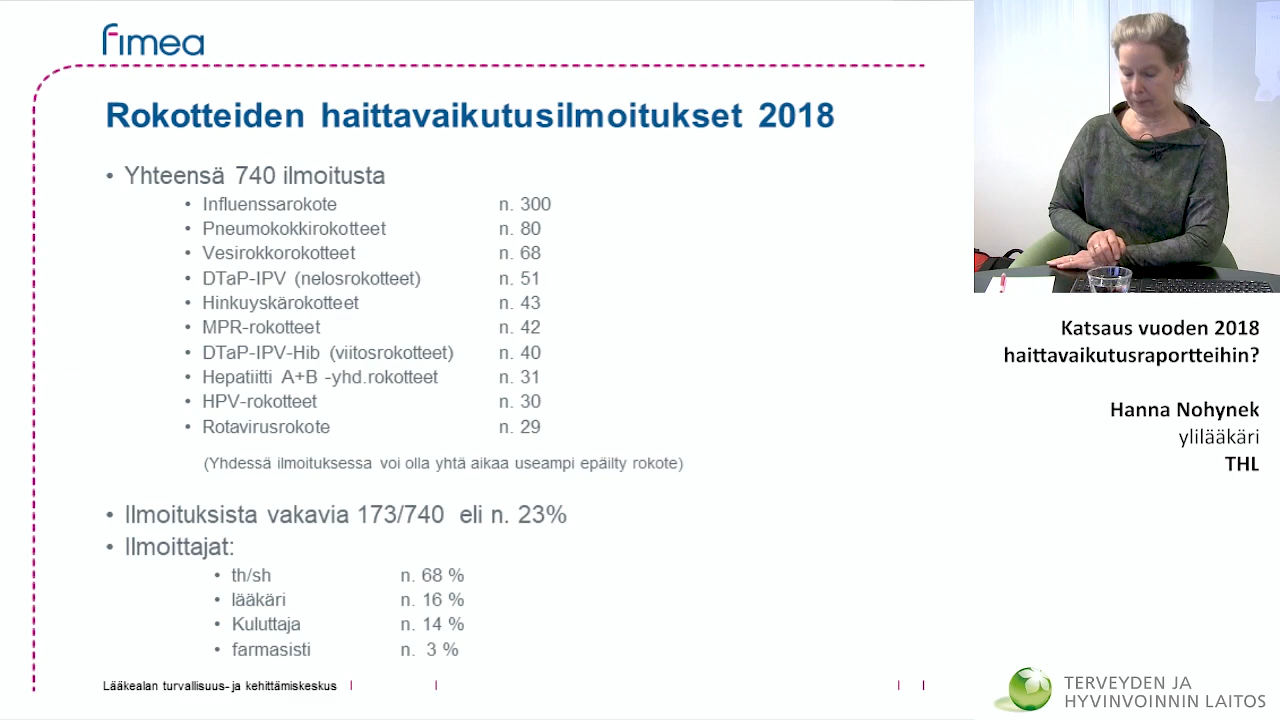 fimea
Rokotteiden haittavaikutusilmoitukset 2018
• Yhteensä 740 ilmoitusta
• Influenssarokote n. 300
• Pneumokokkirokotteet n. 80
• Vesirokkorokotteet n. 68
• DTaP-IPV (nelosrokotteet) n. 51
• Hinkuyskärokotteet n. 43
• MPR-rokotteet n. 42
• DTaP-IPV-Hib (viitosrokotteet) n. 40
• Hepatiitti A+B -yhd.rokotteet n. 31
• HPV-rokotteet n. 30
• Rotavirusrokote n. 29
(Yhdessä ilmoituksessa voi olla yhtä aikaa useampi epäilty rokote)
• Ilmoituksista vakavia 173/740 eli n. 23%
• Ilmoittajat:
• th/sh n. 68 %
• lääkäri n. 16 %
• Kuluttaja n. 14 %
• farmasisti n. 3 %
Lääkealan turvallisuus- ja kehittämiskeskus
Katsaus vuoden 2018
haittavaikutusraportteihin?
Hanna Nohynek
ylilääkäri
THL
TERVEYDEN JA
HYVINVOINNIN LAITOS